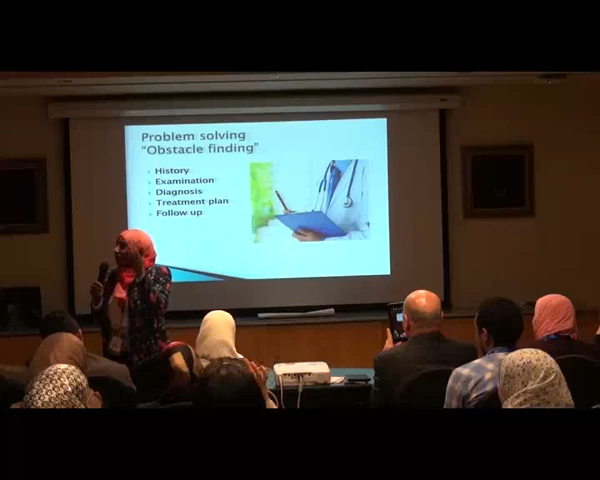 Problem solving
"Obstacle finding"
History
Examination
Diagnosis
Treatment plan
Follow up